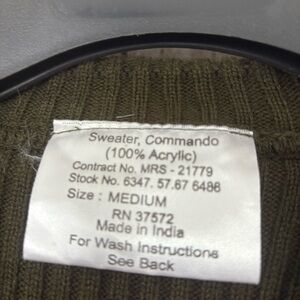 Sweater, Commando
(100% Acrylic)
Contract No. MRS - 21779
Stock No. 6347. 57.67 6486
Size : MEDIUM
RN 37572
Made in India
For Wash Instructions
See Back